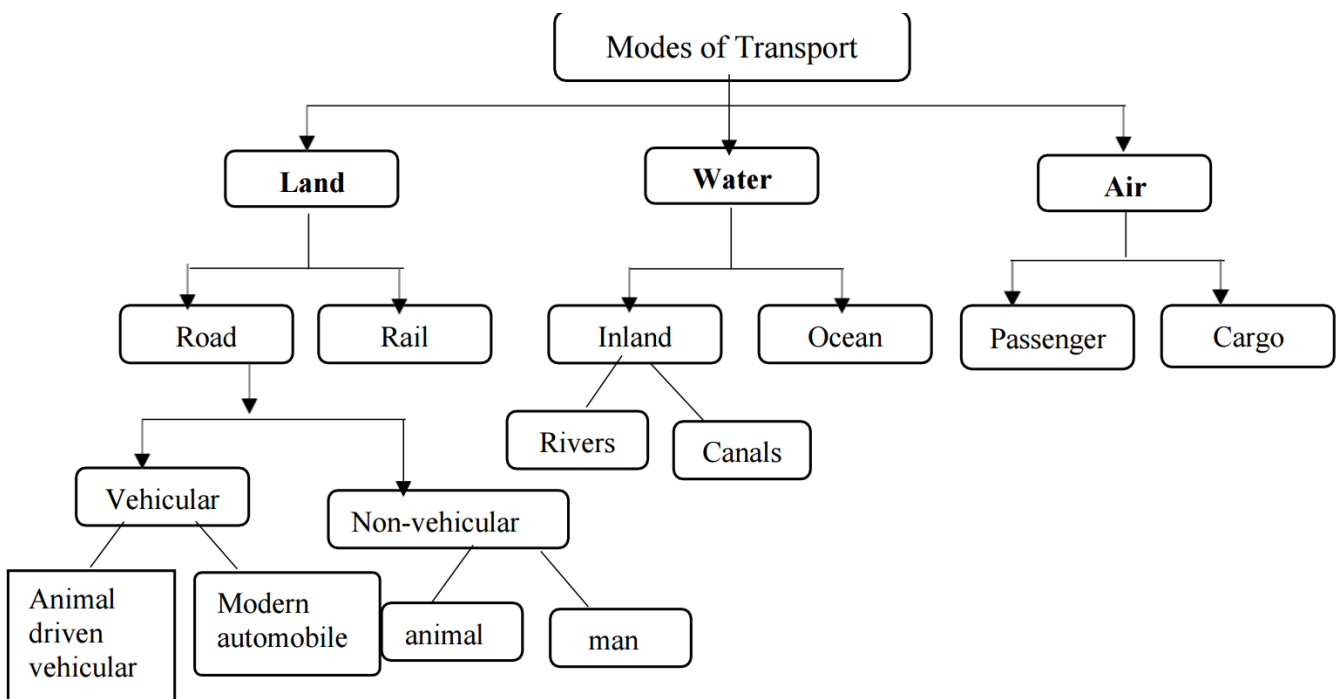 Modes of Transport
Land
Water
Air
Road
Rail
Inland
Ocean
Passenger
Cargo
Rivers
Canals
Vehicular
Non-vehicular
Animal
driven
vehicular
Modern
automobile
animal
man